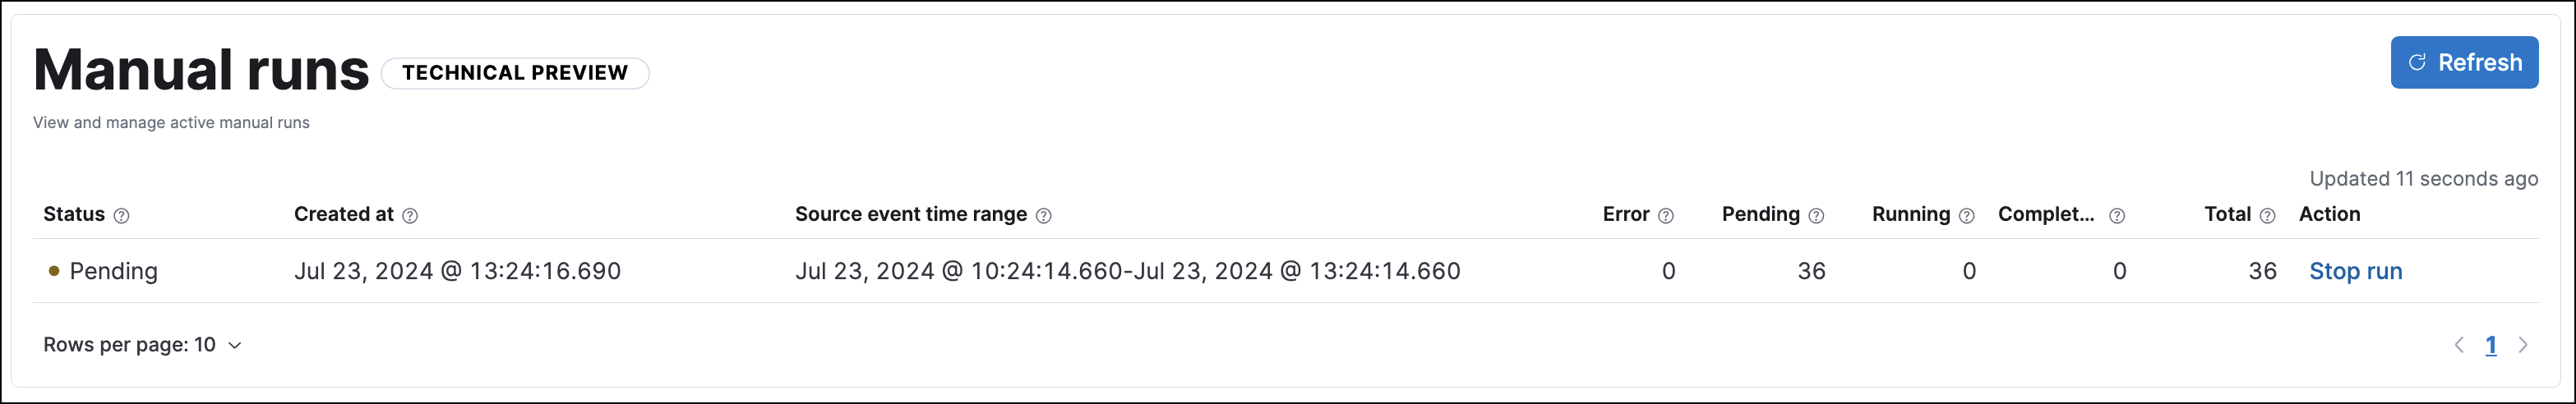 Manual runs TECHNICAL PREVIEW
Refresh
View and manage active manual runs
Updated 11 seconds ago
Status Created at Source event time range Error Pending Running Complet... Total Action
Pending Jul 23, 2024 @ 13:24:16.690 Jul 23, 2024 @ 10:24:14.660-Jul 23, 2024 @ 13:24:14.660 0 36 0 0 36 Stop run
Rows per page: 10
1